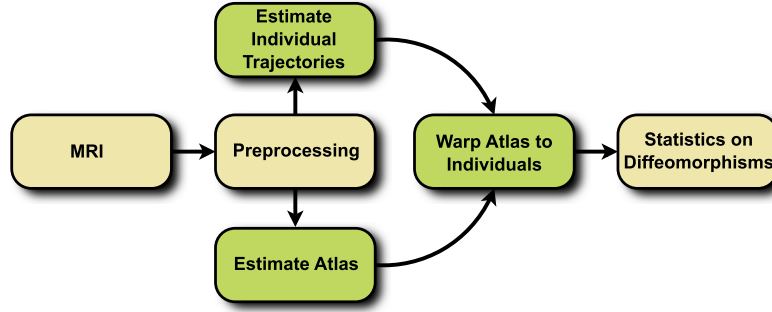 Estimate
Individual
Trajectories
MRI
Preprocessing
Warp Atlas to
Individuals
Statistics on
Diffeomorphisms
Estimate Atlas